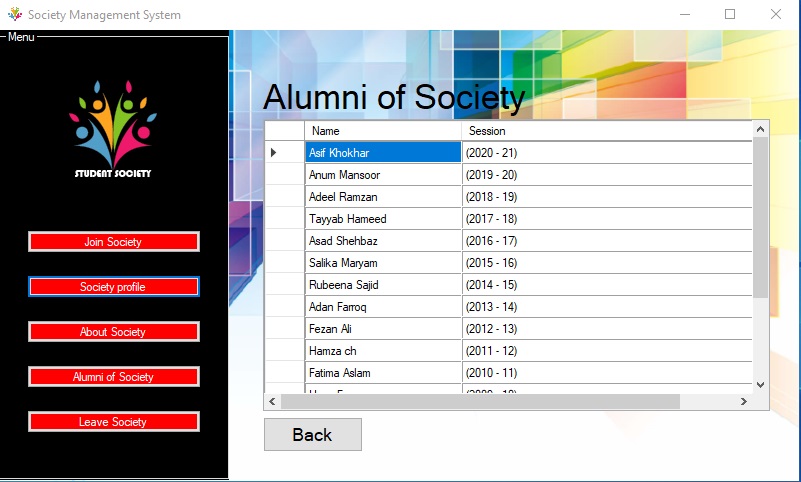 Society Management System
Menu
STUDENT SOCIETY
Join Society
Society profile
About Society
Alumni of Society
Leave Society
Alumni of Society
Name Session
Asif Khokhar (2020 - 21)
Anum Mansoor (2019 - 20)
Adeel Ramzan (2018 - 19)
Tayyab Hameed (2017 - 18)
Asad Shehbaz (2016 - 17)
Salika Maryam (2015 - 16)
Rubeena Sajid (2014 - 15)
Adan Farroq (2013 - 14)
Fezan Ali (2012 - 13)
Hamza ch (2011 - 12)
Fatima Aslam (2010 - 11)
Back